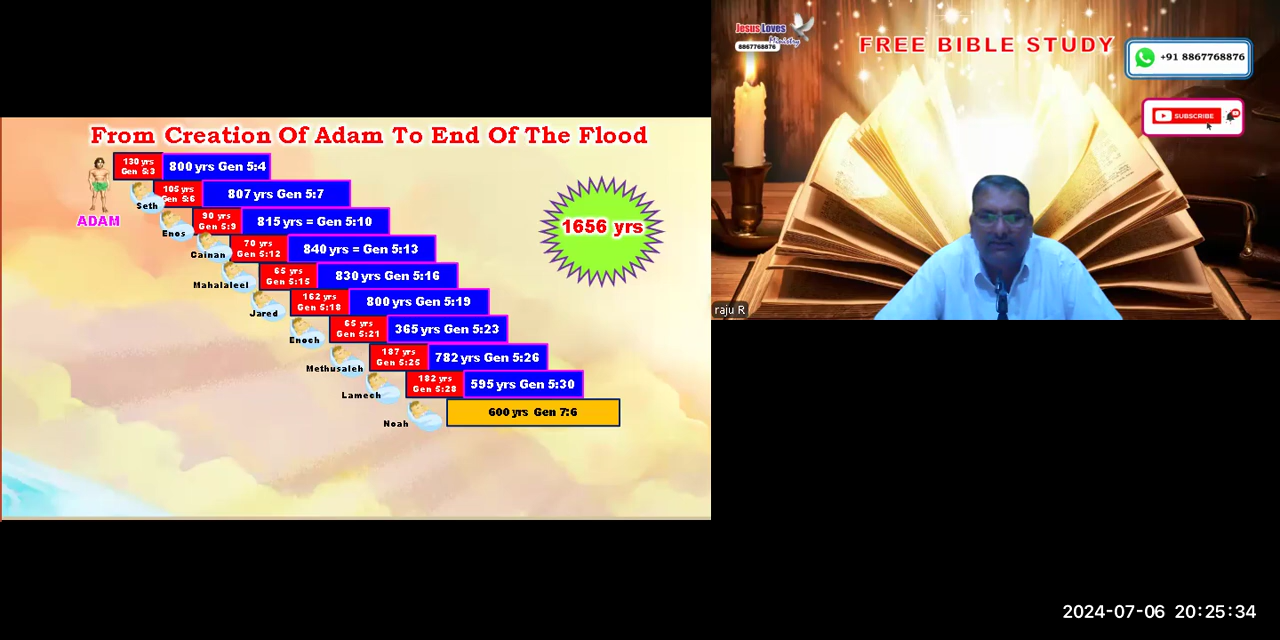 From Creation Of Adam To End Of The Flood
130 yrs
Gen 5:3
800 yrs Gen 5:4
105 yrs
Gen 5:6
807 yrs Gen 5:7
Seth
ADAM
90 yrs
Gen 5:9
815 yrs = Gen 5:10
Enos
70 yrs
Gen 5:12
840 yrs = Gen 5:13
Cainan
65 yrs
Gen 5:15
830 yrs Gen 5:16
Mahalaleel
162 yrs
Gen 5:18
800 yrs Gen 5:19
Jared
65 yrs
Gen 5:21
365 yrs Gen 5:23
Enoch
187 yrs
Gen 5:25
782 yrs Gen 5:26
Methusaleh
182 yrs
Gen 5:28
595 yrs Gen 5:30
Lamech
600 yrs Gen 7:6
Noah
1656 yrs
Jesus Loves
Ministry
8867768876
FREE BIBLE STUDY
+91 8867768876
SUBSCRIBE
raju R
2024-07-06 20:25:34